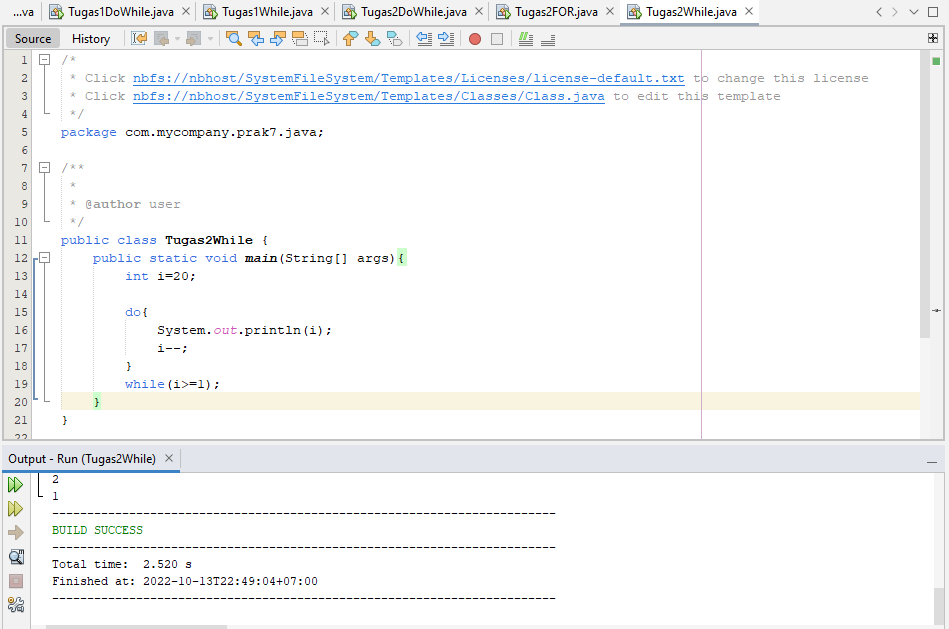 ...va Tugas1DoWhile.java Tugas1While.java Tugas2DoWhile.java Tugas2FOR.java Tugas2While.java
Source History
1 /*
2 * Click nbfs://nbhost/SystemFileSystem/Templates/Licenses/license-default.txt to change this license
3 * Click nbfs://nbhost/SystemFileSystem/Templates/Classes/Class.java to edit this template
4 */
5 package com.mycompany.prak7.java;
6
7 /**
8 *
9 * @author user
10 */
11 public class Tugas2While {
12 public static void main(String[] args){
13 int i=20;
14
15 do{
16 System.out.println(i);
17 i--;
18 }
19 while(i>=1);
20 }
21 }
22
Output - Run (Tugas2While)
2
1
------------------------------------------------------------------------
BUILD SUCCESS
------------------------------------------------------------------------
Total time: 2.520 s
Finished at: 2022-10-13T22:49:04+07:00
------------------------------------------------------------------------